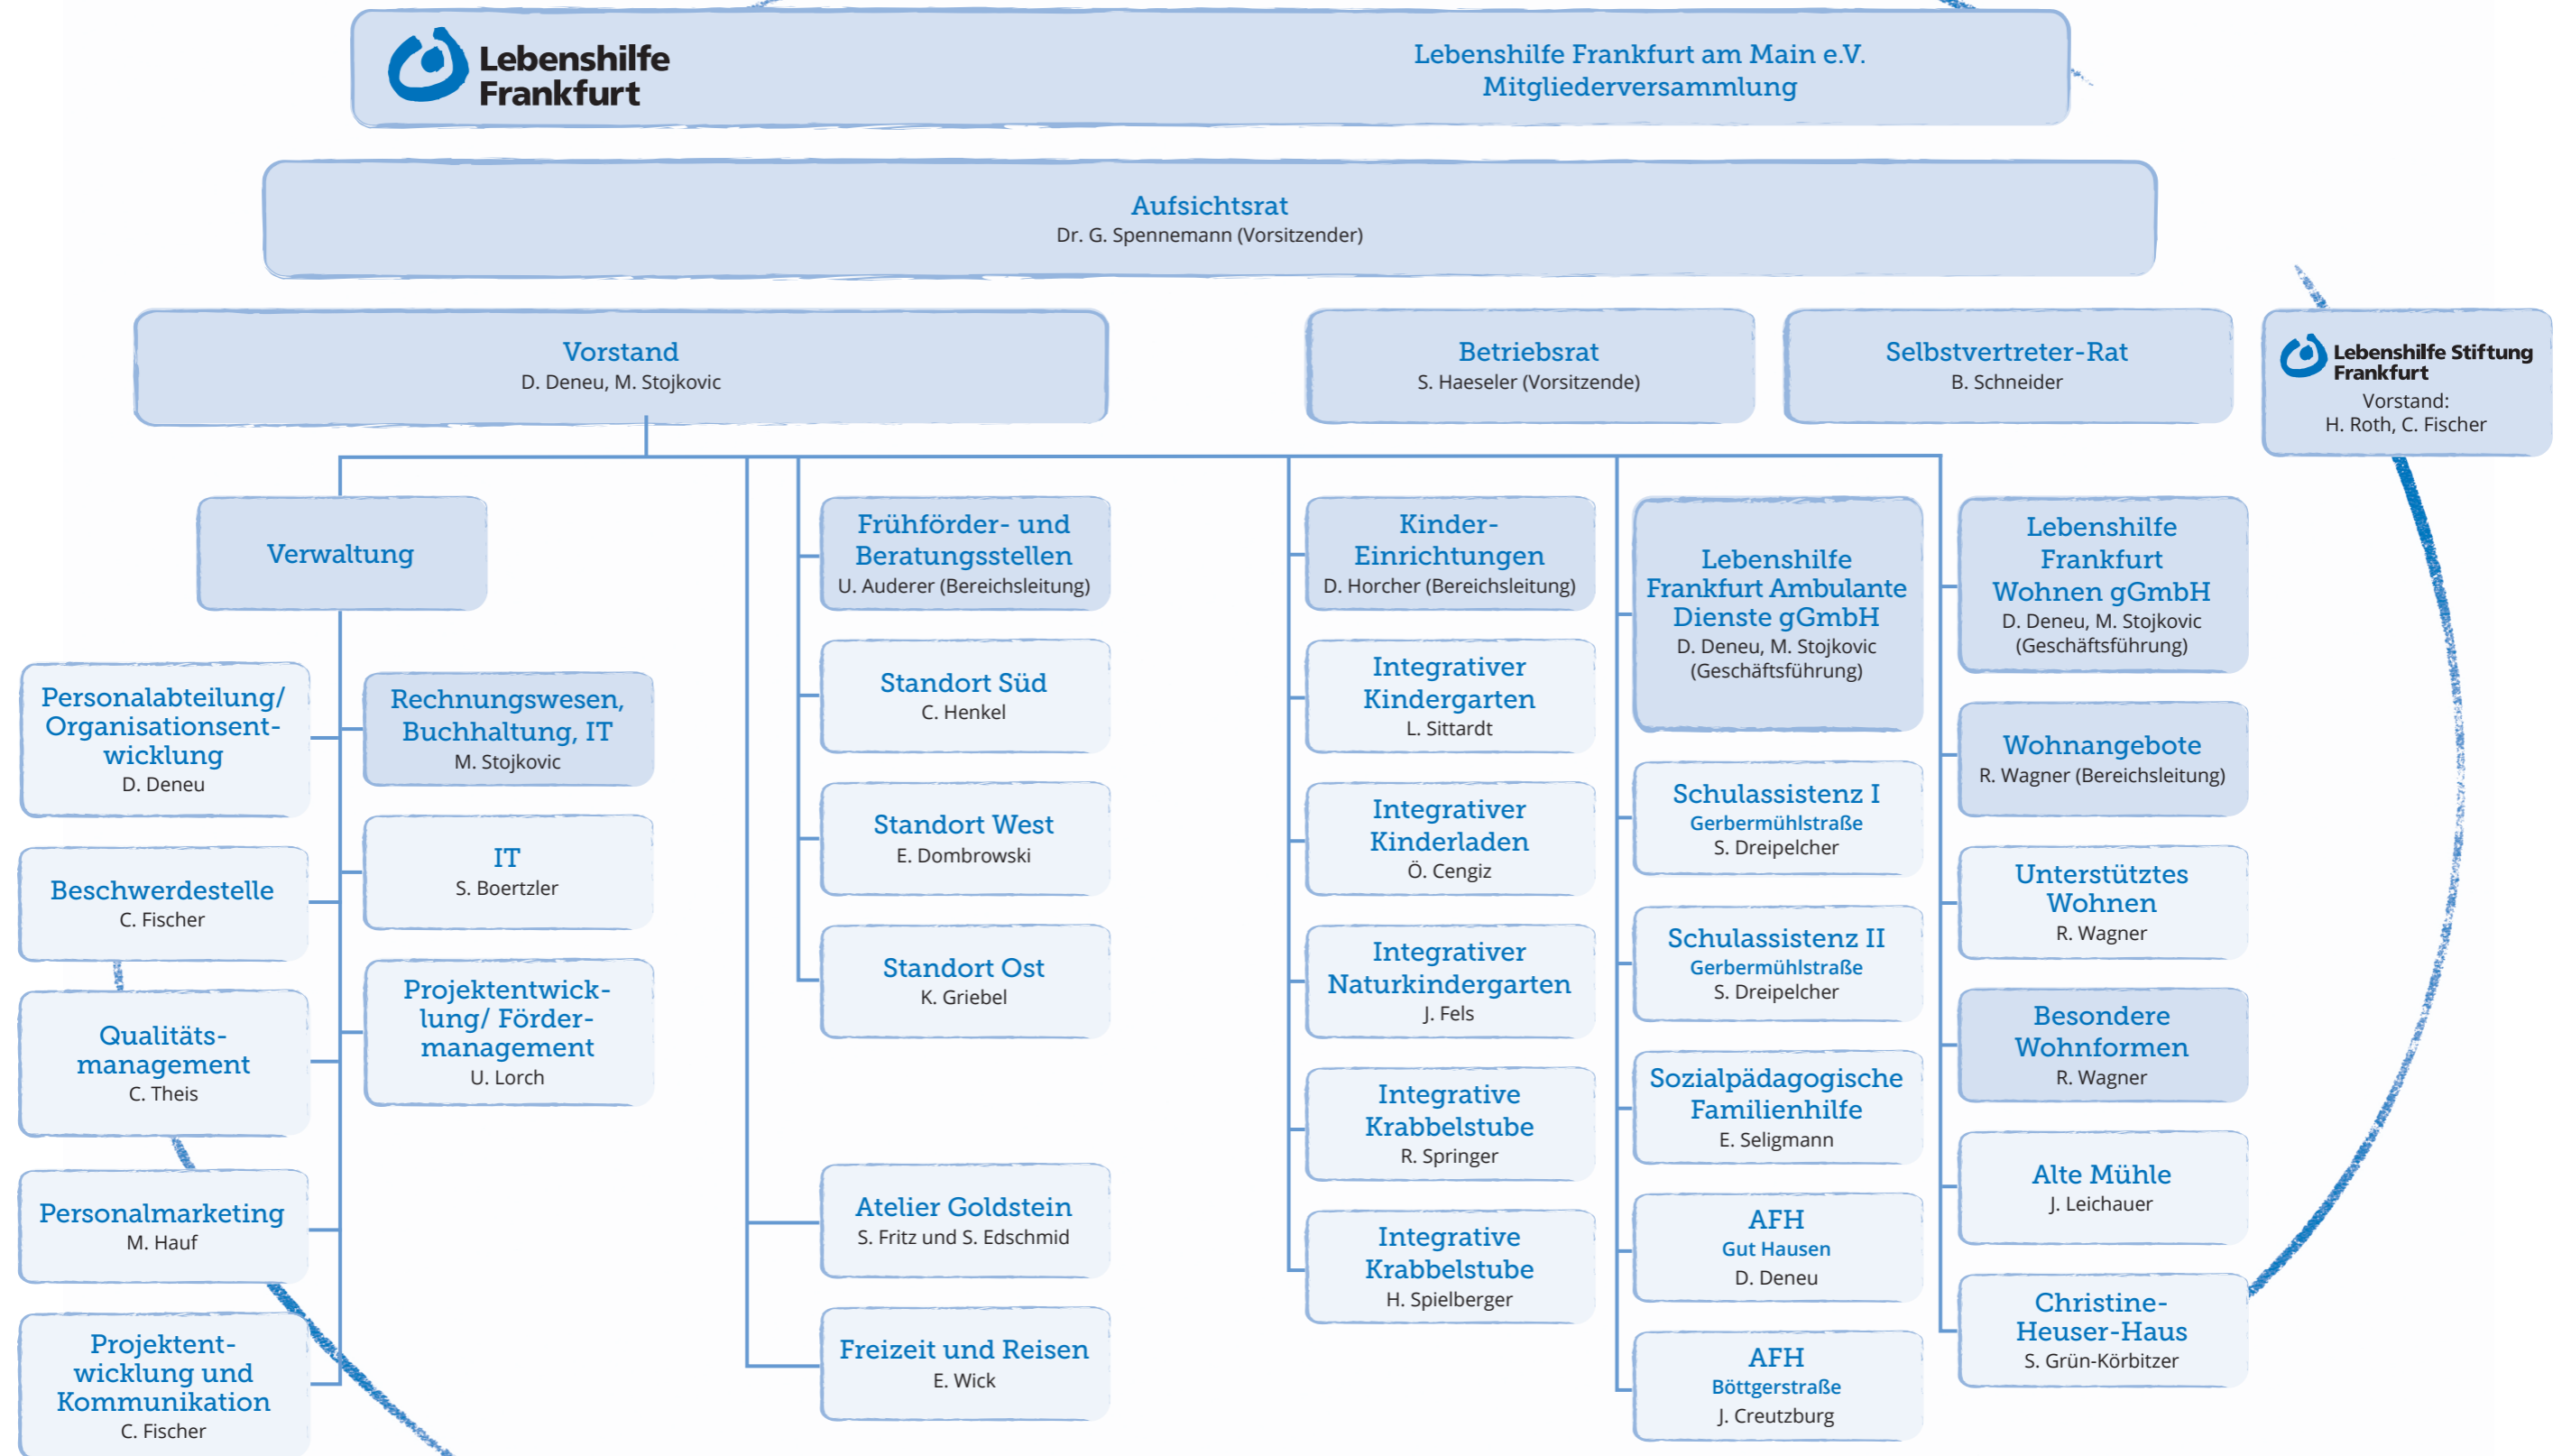 Lebenshilfe
Frankfurt
Lebenshilfe Frankfurt am Main e.V.
Mitgliederversammlung
Aufsichtsrat
Dr. G. Spennemann (Vorsitzender)
Vorstand
D. Deneu, M. Stojkovic
Betriebsrat
S. Haeseler (Vorsitzende)
Selbstvertreter-Rat
B. Schneider
Lebenshilfe Stiftung
Frankfurt
Vorstand:
H. Roth, C. Fischer
Verwaltung
Personalabteilung/
Organisationsent-
wicklung
D. Deneu
Beschwerdestelle
C. Fischer
Qualitäts-
management
C. Theis
Personalmarketing
M. Hauf
Projektent-
wicklung und
Kommunikation
C. Fischer
Rechnungswesen,
Buchhaltung, IT
M. Stojkovic
IT
S. Boertzler
Projektentwick-
lung/ Förder-
management
U. Lorch
Frühförder- und
Beratungsstellen
U. Auderer (Bereichsleitung)
Standort Süd
C. Henkel
Standort West
E. Dombrowski
Standort Ost
K. Griebel
Atelier Goldstein
S. Fritz und S. Edschmid
Freizeit und Reisen
E. Wick
Kinder-
Einrichtungen
D. Horcher (Bereichsleitung)
Integrativer
Kindergarten
L. Sittardt
Integrativer
Kinderladen
Ö. Cengiz
Integrativer
Naturkindergarten
J. Fels
Integrative
Krabbelstube
R. Springer
Integrative
Krabbelstube
H. Spielberger
Lebenshilfe
Frankfurt Ambulante
Dienste gGmbH
D. Deneu, M. Stojkovic
(Geschäftsführung)
Schulassistenz I
Gerbermühlstraße
S. Dreipelcher
Schulassistenz II
Gerbermühlstraße
S. Dreipelcher
Sozialpädagogische
Familienhilfe
E. Seligmann
AFH
Gut Hausen
D. Deneu
AFH
Böttgerstraße
J. Creutzburg
Lebenshilfe
Frankfurt
Wohnen gGmbH
D. Deneu, M. Stojkovic
(Geschäftsführung)
Wohnangebote
R. Wagner (Bereichsleitung)
Unterstütztes
Wohnen
R. Wagner
Besondere
Wohnformen
R. Wagner
Alte Mühle
J. Leichauer
Christine-
Heuser-Haus
S. Grün-Körbitzer